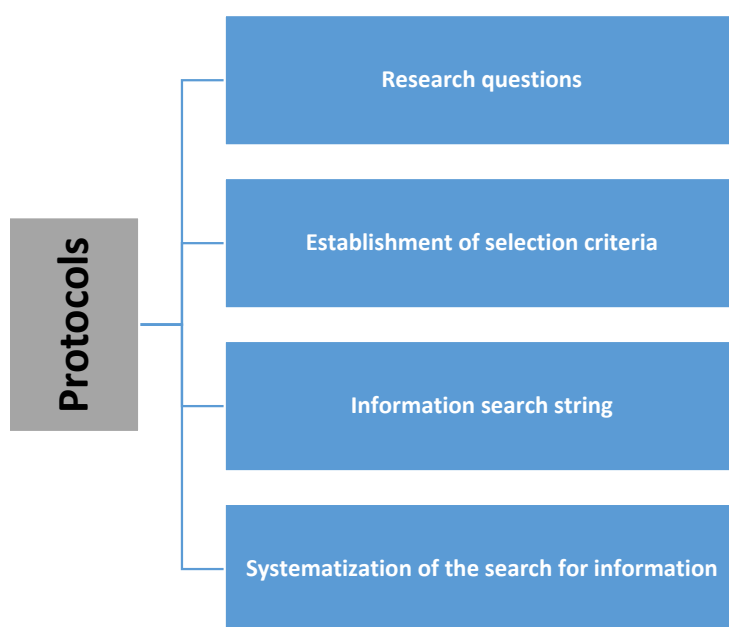 Protocols
Research questions
Establishment of selection criteria
Information search string
Systematization of the search for information